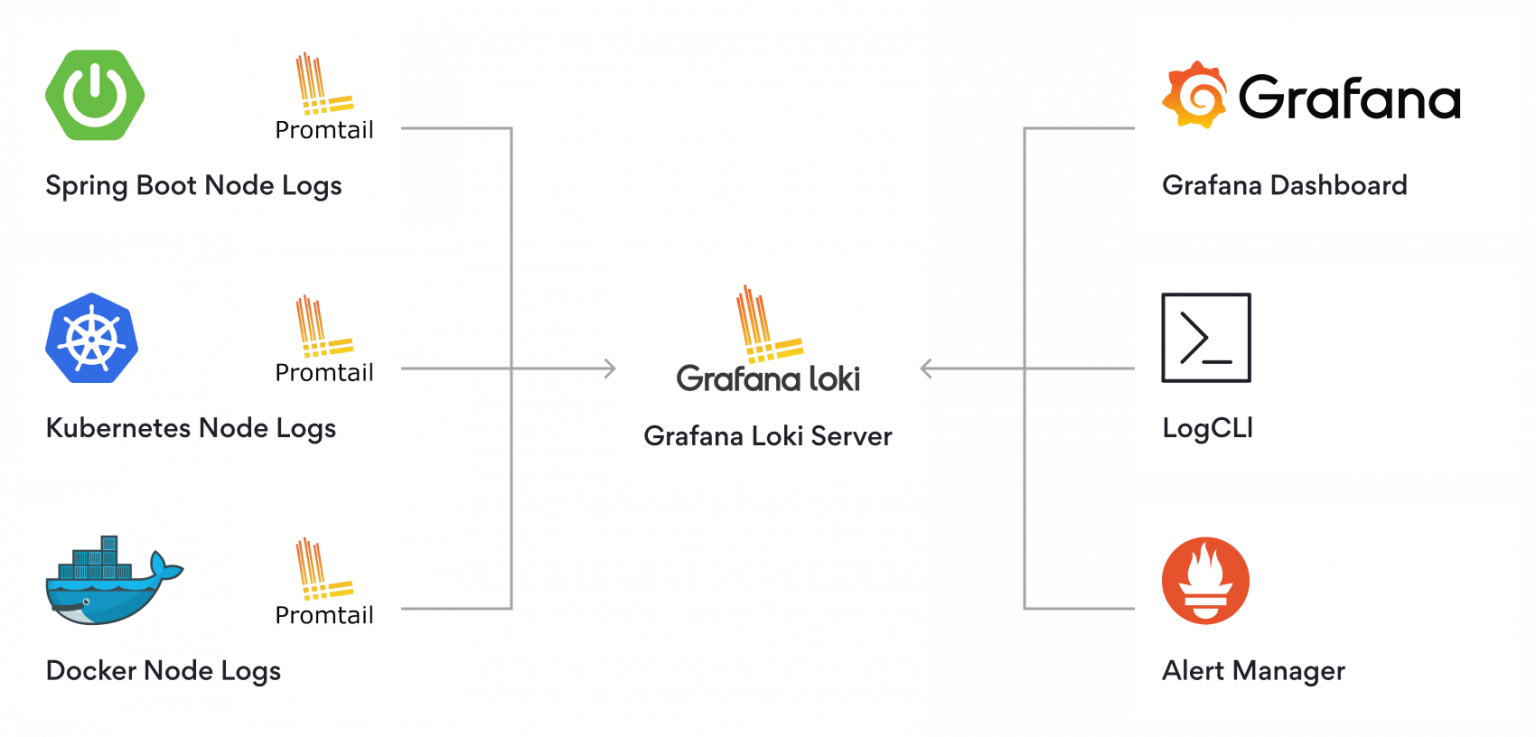 Promtail
Spring Boot Node Logs
Promtail
Kubernetes Node Logs
Promtail
Docker Node Logs
Grafana loki
Grafana Loki Server
Grafana
Grafana Dashboard
LogCLl
Alert Manager